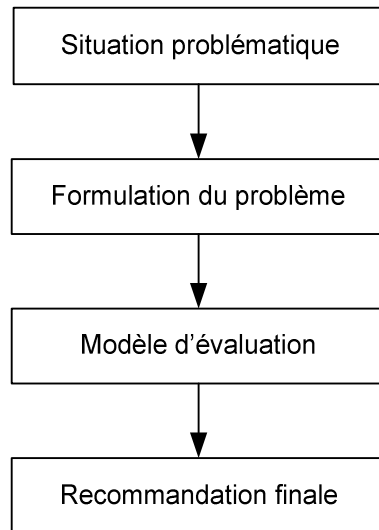 Situation problématique
Formulation du problème
Modèle d’évaluation
Recommandation finale